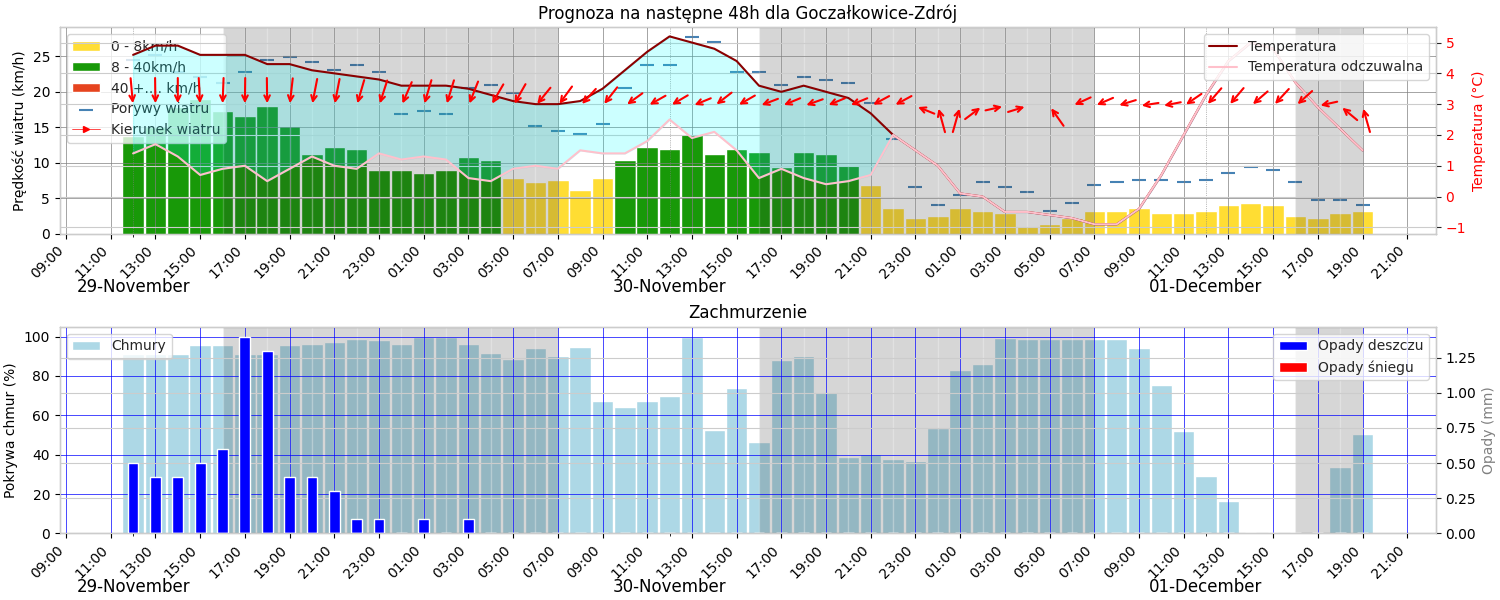 Prognoza na następne 48h dla Goczałkowice-Zdrój
Prędkość wiatru (km/h)
25
20
15
10
5
0
0 - 8km/h
8 - 40km/h
40 +.... km/h
Porywy wiatru
Kierunek wiatru
Temperatura
Temperatura odczuwalna
5
4
3
2
1
0
−1
Temperatura (°C)
09:00 11:00 13:00 15:00 17:00 19:00 21:00 23:00 01:00 03:00 05:00 07:00 09:00 11:00 13:00 15:00 17:00 19:00 21:00 23:00 01:00 03:00 05:00 07:00 09:00 11:00 13:00 15:00 17:00 19:00 21:00
29-November 30-November 01-December
Zachmurzenie
Pokrywa chmur (%)
100
80
60
40
20
0
Chmury
Opady deszczu
Opady śniegu
1.25
1.00
0.75
0.50
0.25
0.00
Opady (mm)
09:00 11:00 13:00 15:00 17:00 19:00 21:00 23:00 01:00 03:00 05:00 07:00 09:00 11:00 13:00 15:00 17:00 19:00 21:00 23:00 01:00 03:00 05:00 07:00 09:00 11:00 13:00 15:00 17:00 19:00 21:00
29-November 30-November 01-December